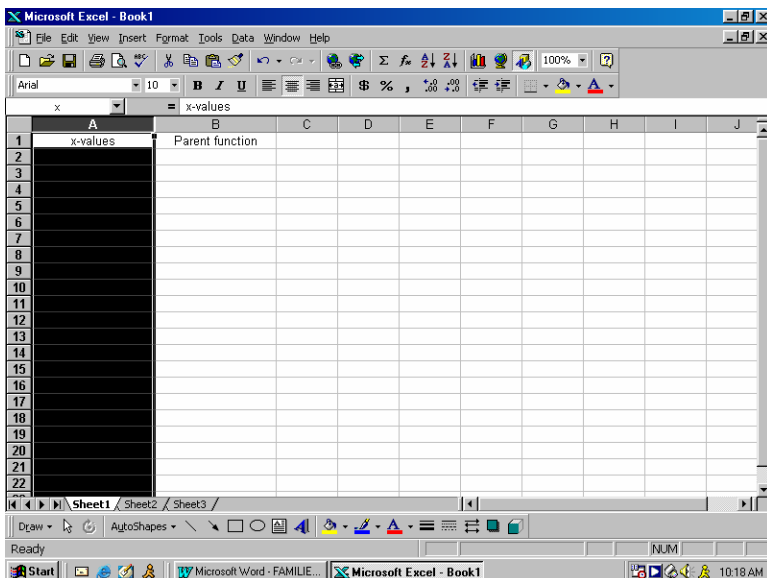 Microsoft Excel - Book1
File Edit View Insert Format Tools Data Window Help
100%
Arial 10 B I U $ % ,
x = x-values
A B C D E F G H I J
1 x-values Parent function
2
3
4
5
6
7
8
9
10
11
12
13
14
15
16
17
18
19
20
21
22
Sheet1 Sheet2 Sheet3
Draw AutoShapes
Ready NUM
Start Microsoft Word - FAMILIE... Microsoft Excel - Book1 10:18 AM